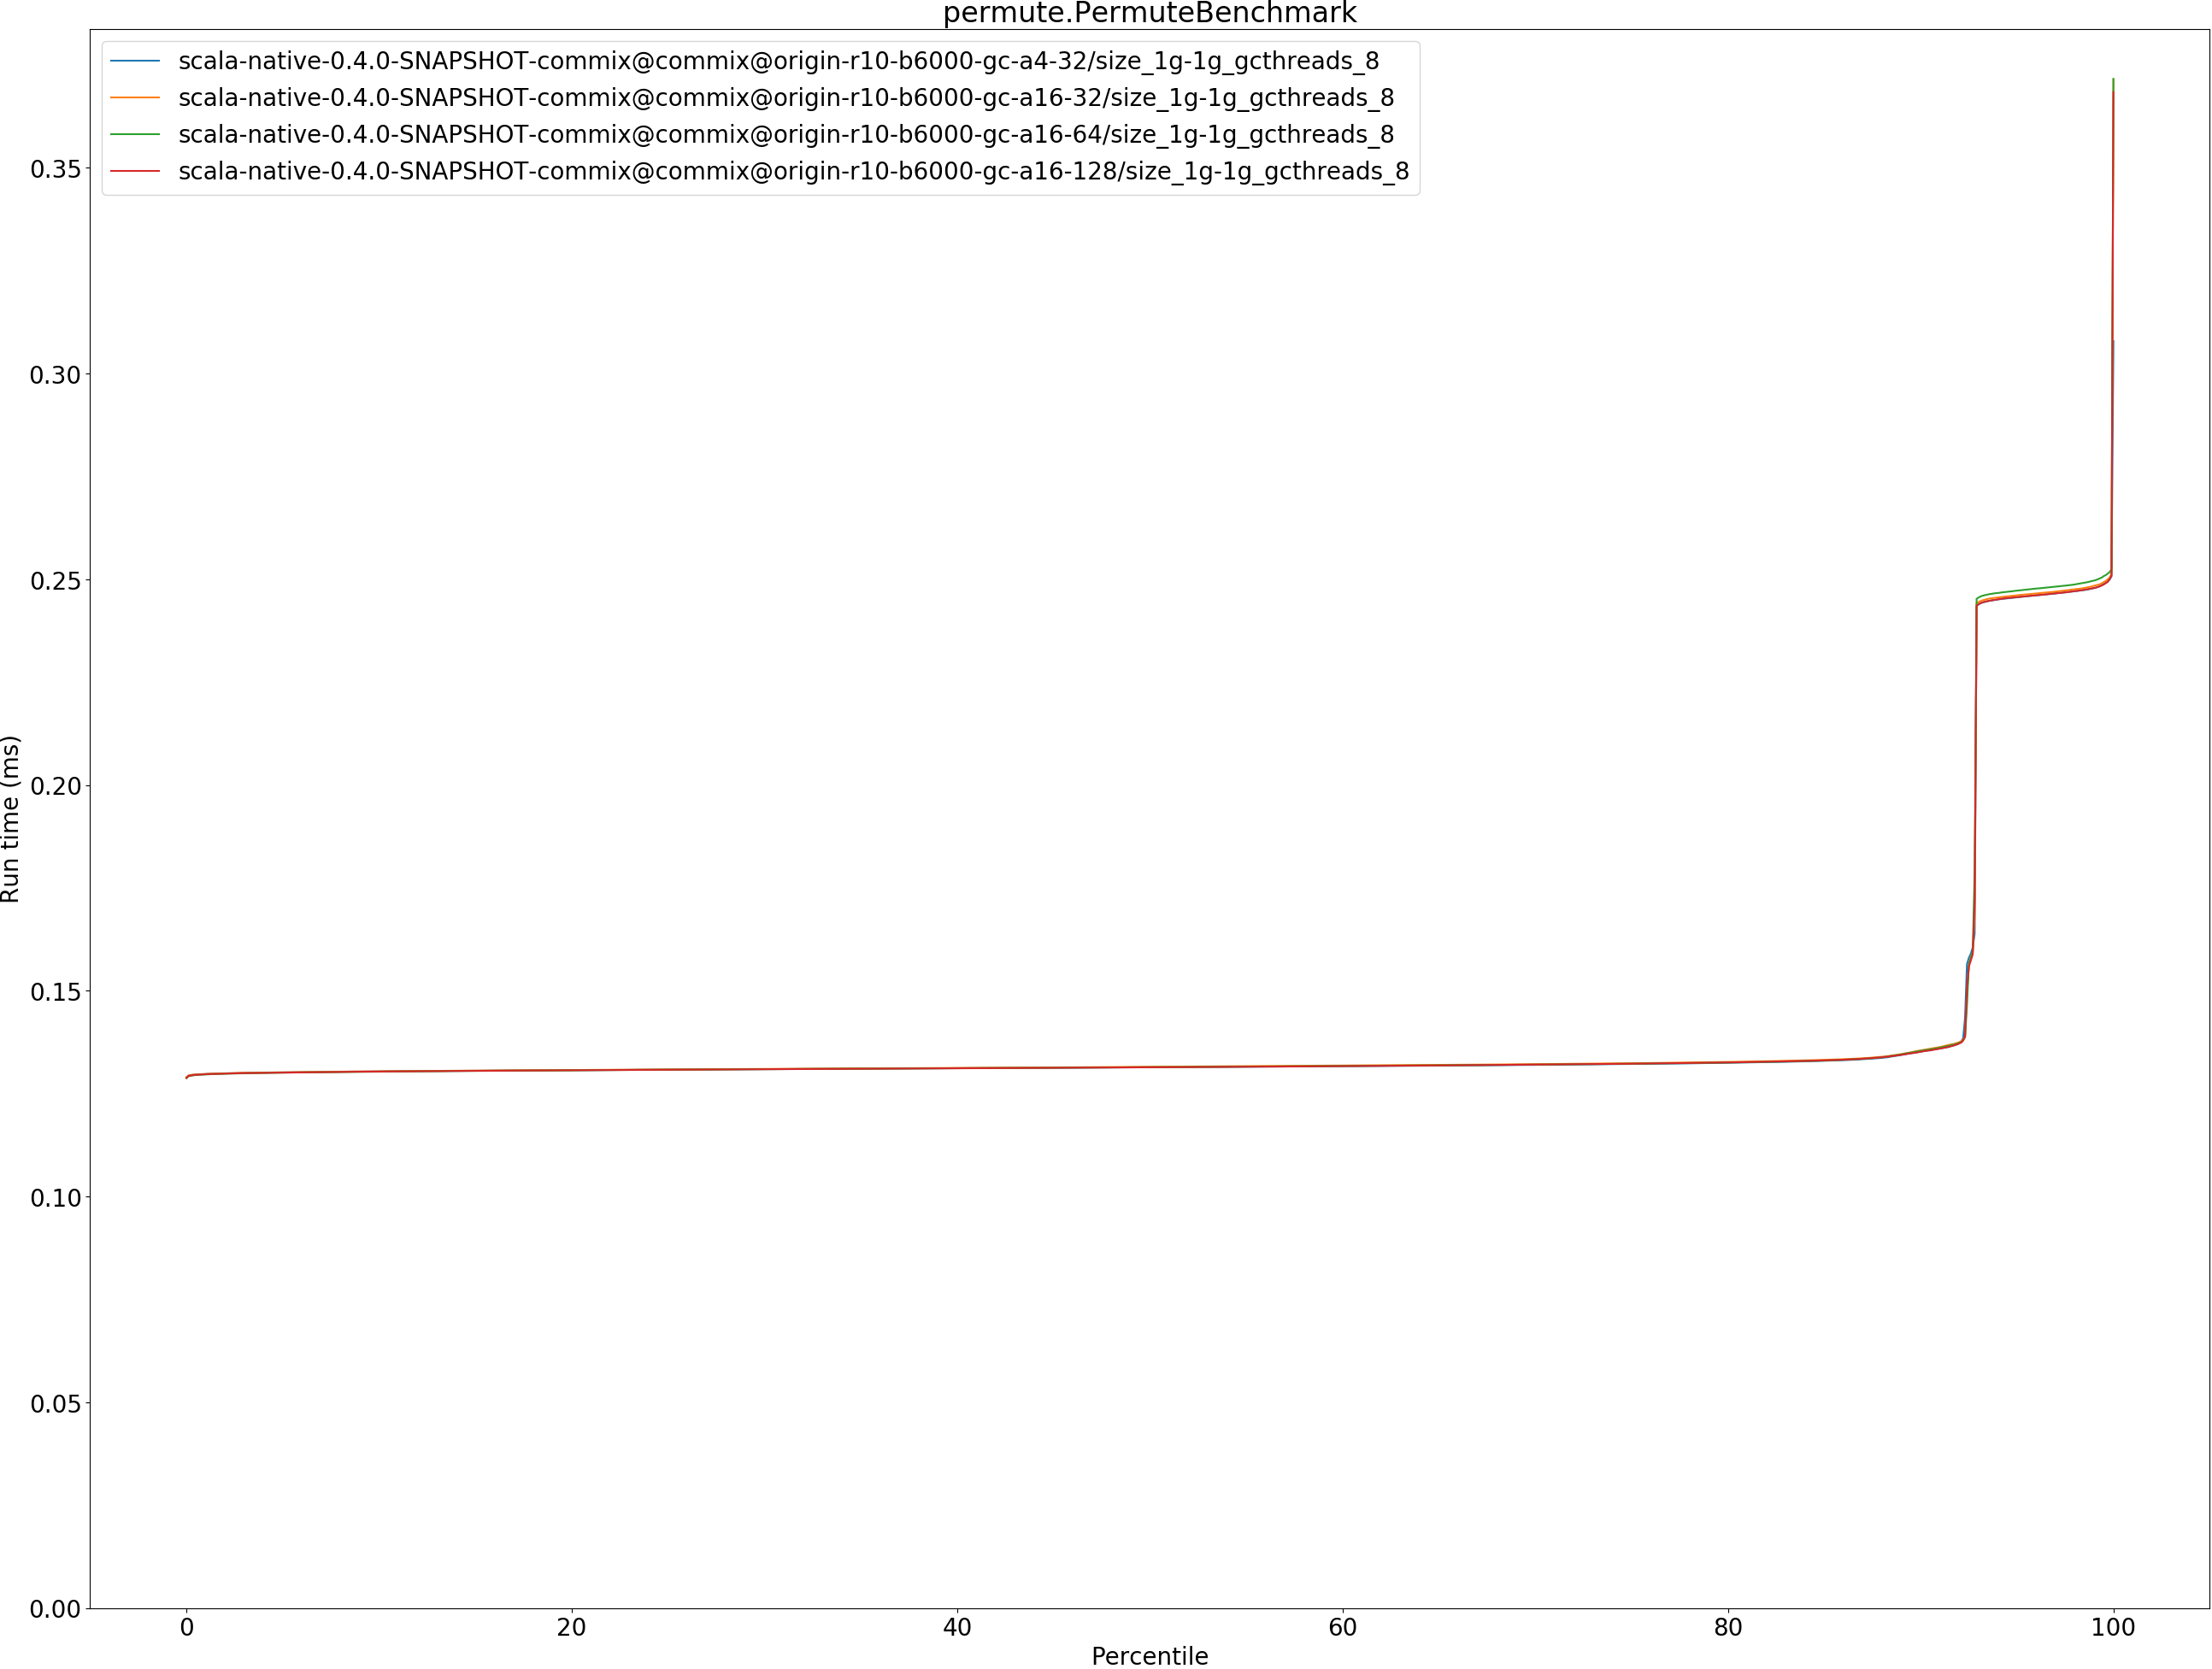 permute.PermuteBenchmark
scala-native-0.4.0-SNAPSHOT-commix@commix@origin-r10-b6000-gc-a4-32/size_1g-1g_gcthreads_8
scala-native-0.4.0-SNAPSHOT-commix@commix@origin-r10-b6000-gc-a16-32/size_1g-1g_gcthreads_8
scala-native-0.4.0-SNAPSHOT-commix@commix@origin-r10-b6000-gc-a16-64/size_1g-1g_gcthreads_8
scala-native-0.4.0-SNAPSHOT-commix@commix@origin-r10-b6000-gc-a16-128/size_1g-1g_gcthreads_8
0.35
0.30
0.25
0.20
0.15
0.10
0.05
0.00
Run time (ms)
0 20 40 60 80 100
Percentile